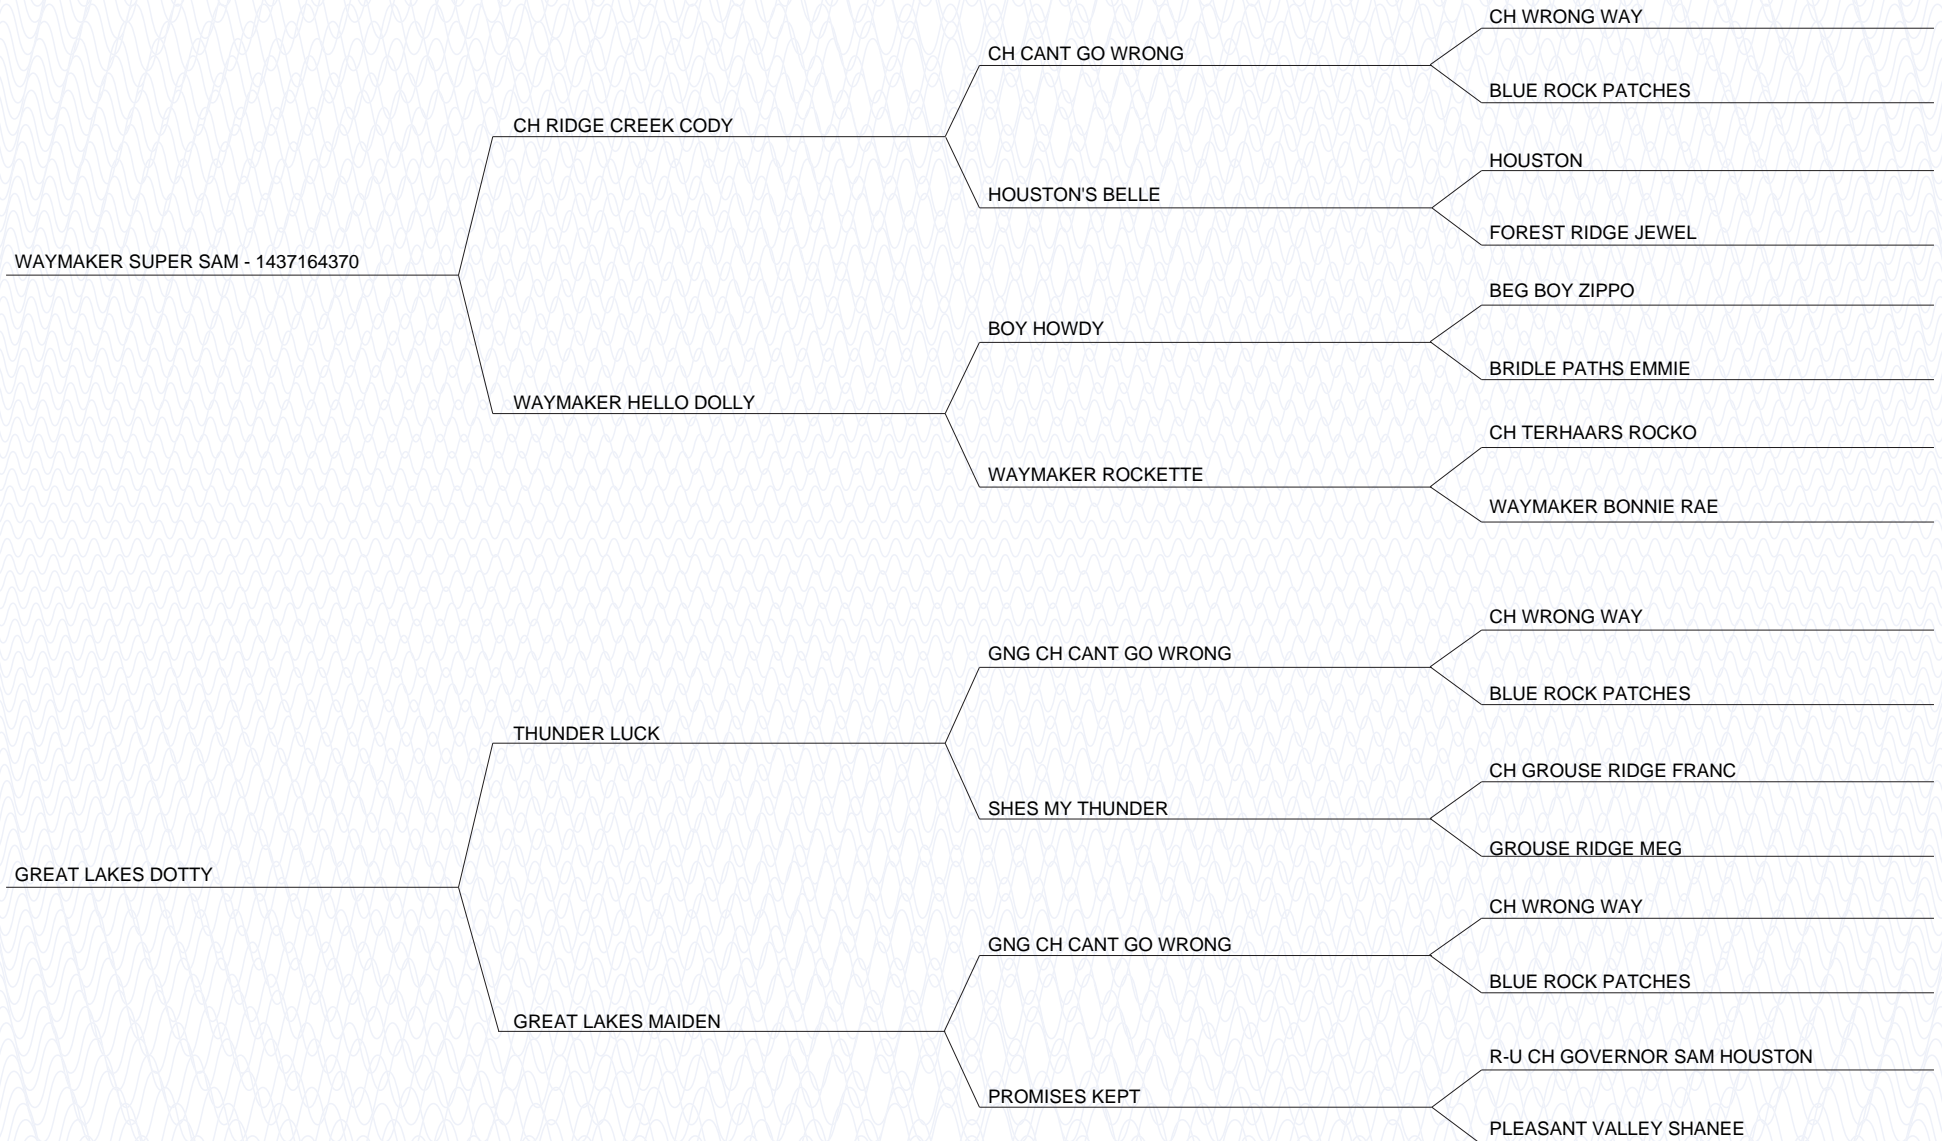 CH WRONG WAY
CH CANT GO WRONG
BLUE ROCK PATCHES
CH RIDGE CREEK CODY
HOUSTON
HOUSTON'S BELLE
FOREST RIDGE JEWEL
WAYMAKER SUPER SAM - 1437164370
BEG BOY ZIPPO
BOY HOWDY
BRIDLE PATHS EMMIE
WAYMAKER HELLO DOLLY
CH TERHAARS ROCKO
WAYMAKER ROCKETTE
WAYMAKER BONNIE RAE
CH WRONG WAY
GNG CH CANT GO WRONG
BLUE ROCK PATCHES
THUNDER LUCK
CH GROUSE RIDGE FRANC
SHES MY THUNDER
GROUSE RIDGE MEG
GREAT LAKES DOTTY
CH WRONG WAY
GNG CH CANT GO WRONG
BLUE ROCK PATCHES
GREAT LAKES MAIDEN
R-U CH GOVERNOR SAM HOUSTON
PROMISES KEPT
PLEASANT VALLEY SHANEE